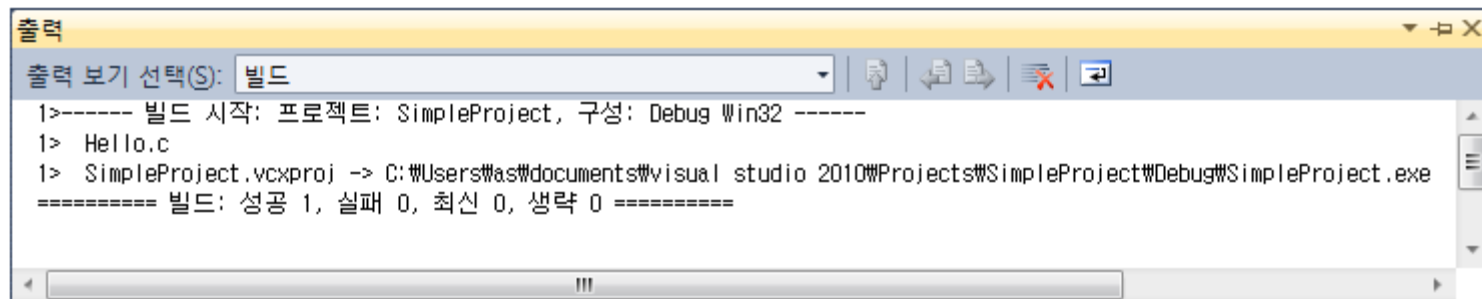 출력
출력 보기 선택(S): 빌드
1>------ 빌드 시작: 프로젝트: SimpleProject, 구성: Debug Win32 ------
1>  Hello.c
1>  SimpleProject.vcxproj -> C:₩Users₩as₩documents₩visual studio 2010₩Projects₩SimpleProject₩Debug₩SimpleProject.exe
========== 빌드: 성공 1, 실패 0, 최신 0, 생략 0 ==========